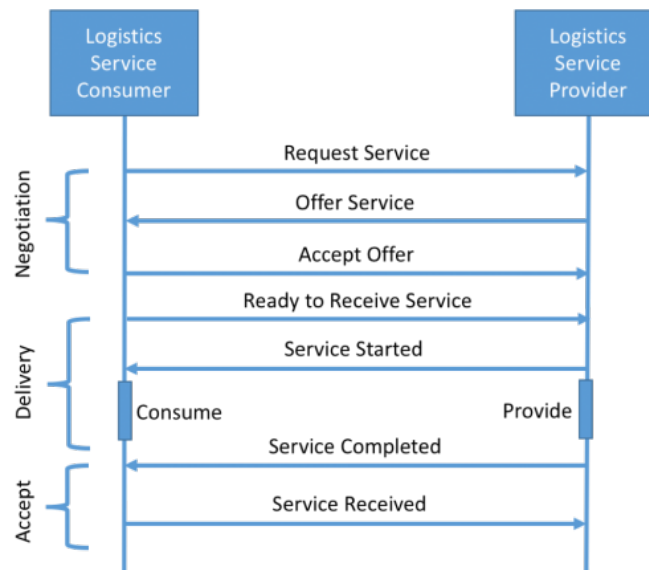 Logistics
Service
Consumer
Logistics
Service
Provider
Request Service
Offer Service
Accept Offer
Negotiation
Ready to Receive Service
Service Started
Consume
Provide
Delivery
Service Completed
Service Received
Accept